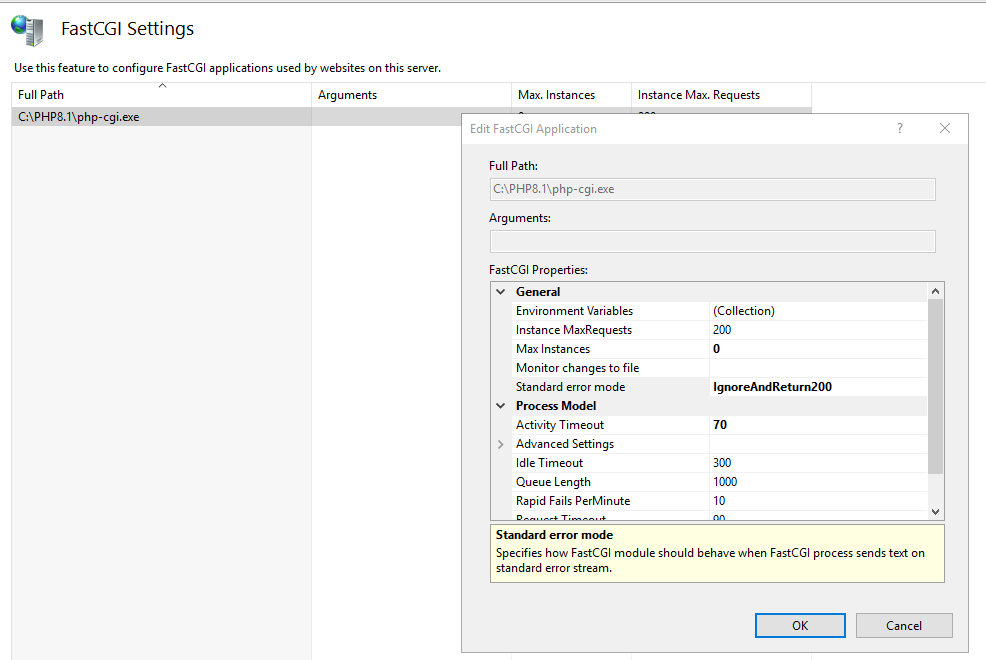 FastCGI Settings
Use this feature to configure FastCGI applications used by websites on this server.
Full Path Arguments Max. Instances Instance Max. Requests
C:\PHP8.1\php-cgi.exe 0 200
Edit FastCGI Application ?
Full Path:
C:\PHP8.1\php-cgi.exe
Arguments:
FastCGI Properties:
General
Environment Variables (Collection)
Instance MaxRequests 200
Max Instances 0
Monitor changes to file
Standard error mode IgnoreAndReturn200
Process Model
Activity Timeout 70
Advanced Settings
Idle Timeout 300
Queue Length 1000
Rapid Fails PerMinute 10
Request Timeout 90
Standard error mode
Specifies how FastCGI module should behave when FastCGI process sends text on
standard error stream.
OK Cancel